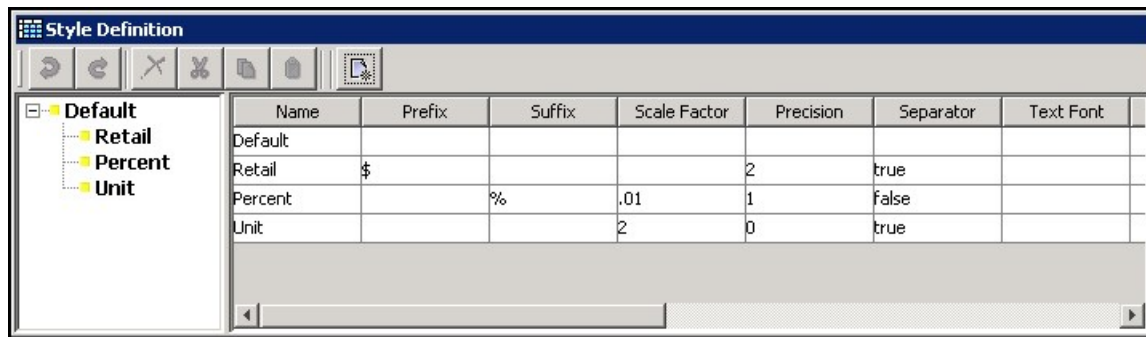 Style Definition
Default
Retail
Percent
Unit
Name Prefix Suffix Scale Factor Precision Separator Text Font
Default
Retail $ 2 true
Percent % .01 1 false
Unit 2 0 true